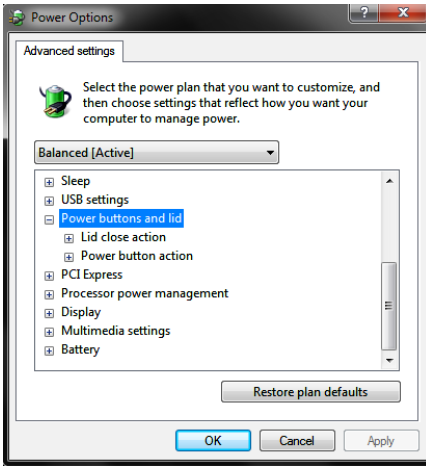 Power Options
Advanced settings
Select the power plan that you want to customize, and
then choose settings that reflect how you want your
computer to manage power.
Balanced [Active]
Sleep
USB settings
Power buttons and lid
Lid close action
Power button action
PCI Express
Processor power management
Display
Multimedia settings
Battery
Restore plan defaults
OK Cancel Apply